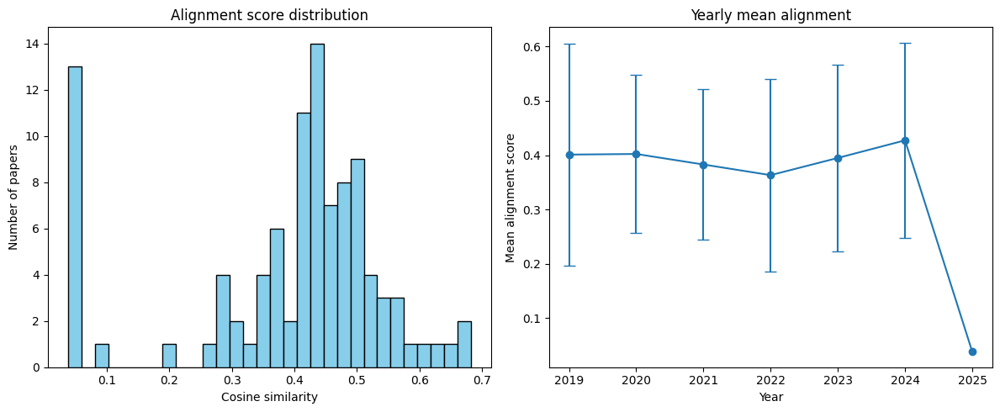 Alignment score distribution
Number of papers
14
12
10
8
6
4
2
0
0.1 0.2 0.3 0.4 0.5 0.6 0.7
Cosine similarity
Yearly mean alignment
Mean alignment score
0.6
0.5
0.4
0.3
0.2
0.1
2019 2020 2021 2022 2023 2024 2025
Year